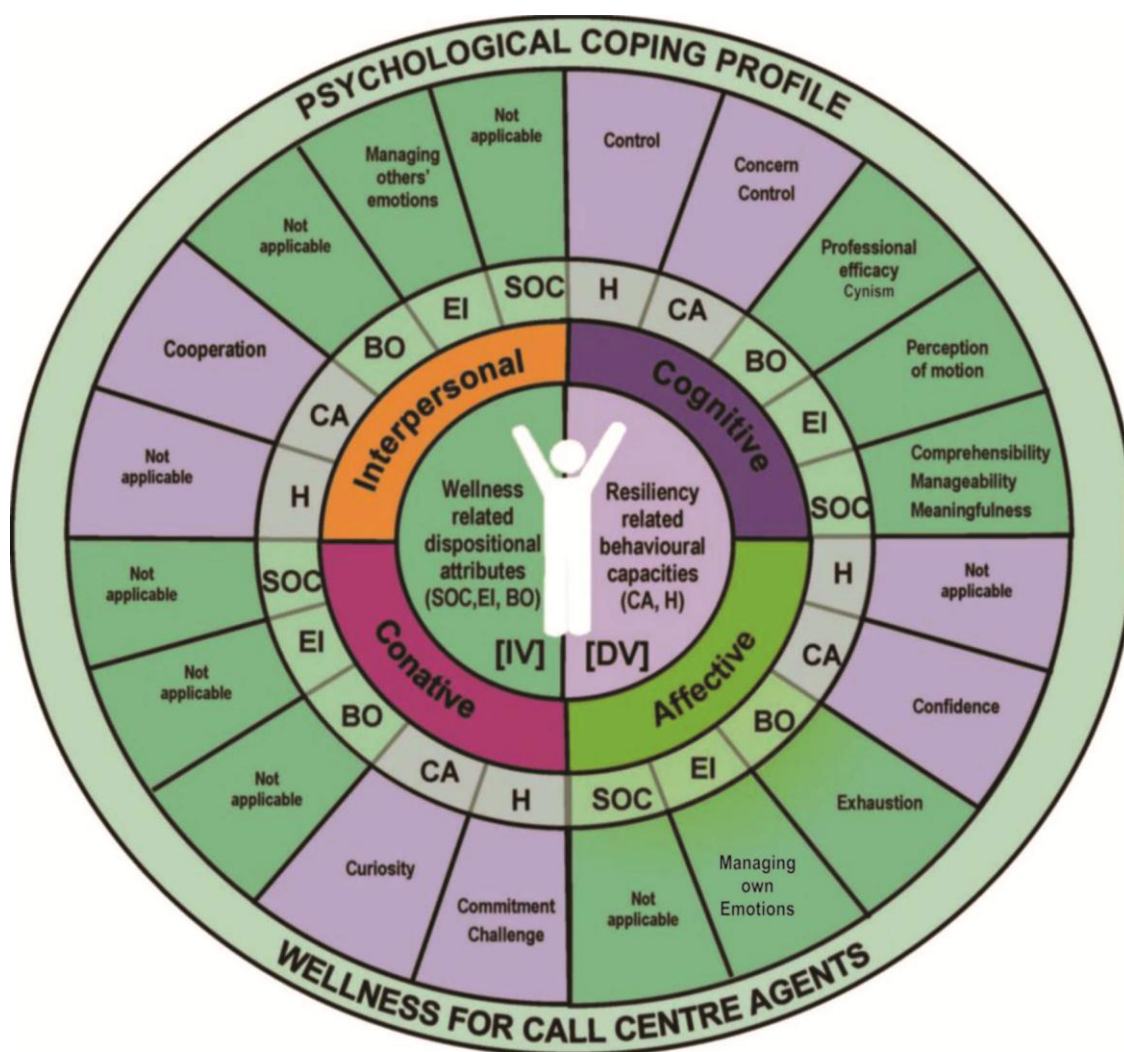 PSYCHOLOGICAL COPING PROFILE
Not
applicable
Control
Concern
Control
Professional
efficacy
Cynism
Perception
of motion
Comprehensibility
Manageability
Meaningfulness
Not
applicable
Confidence
Exhaustion
Managing
own
Emotions
Not
applicable
Commitment
Challenge
Curiosity
Not
applicable
Not
applicable
Not
applicable
Not
applicable
Cooperation
Not
applicable
Managing
others'
emotions
SOC
H
CA
BO
EI
SOC
H
CA
BO
EI
SOC
H
CA
BO
EI
SOC
H
CA
BO
EI
Interpersonal
Cognitive
Affective
Conative
Wellness
related
dispositional
attributes
(SOC,EI, BO)
[IV]
Resiliency
related
behavioural
capacities
(CA, H)
[DV]
WELLNESS FOR CALL CENTRE AGENTS